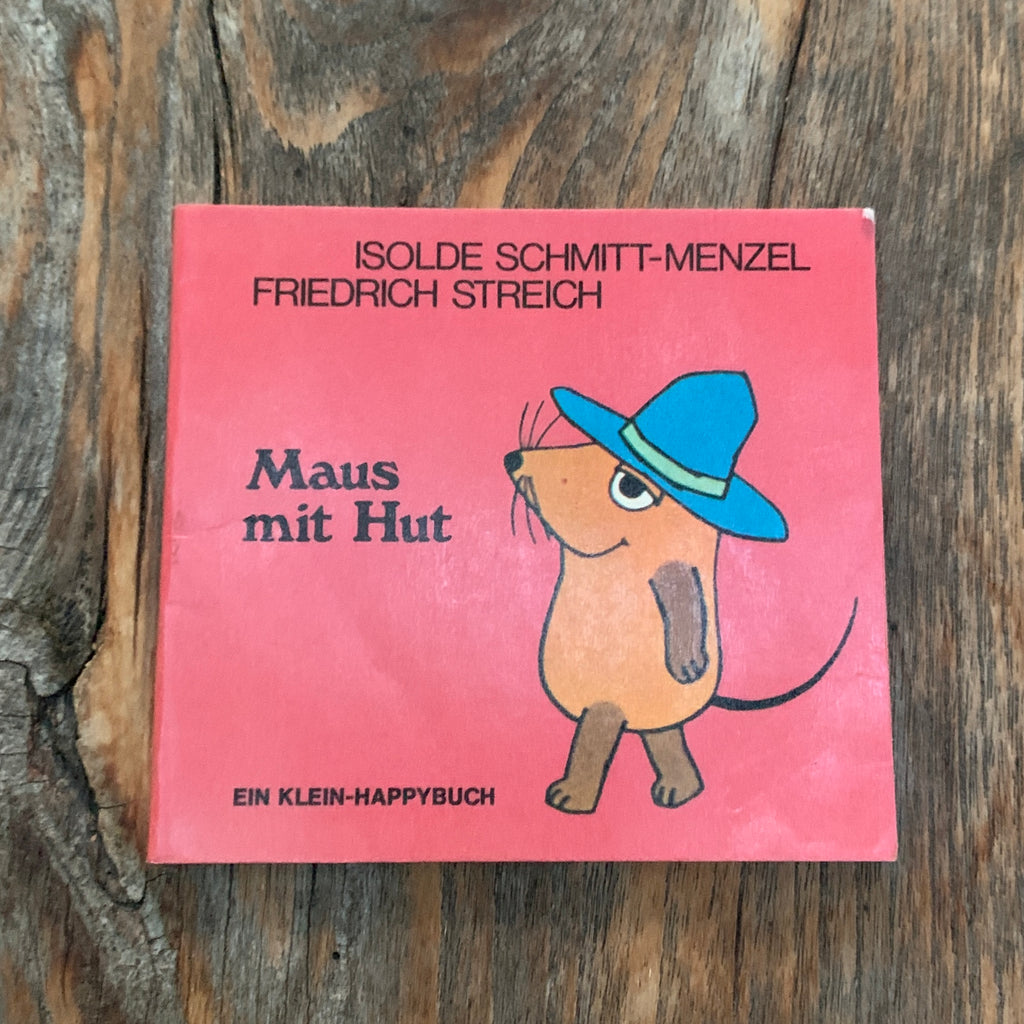 ISOLDE SCHMITT-MENZEL
FRIEDRICH STREICH
Maus
mit Hut
EIN KLEIN-HAPPYBUCH